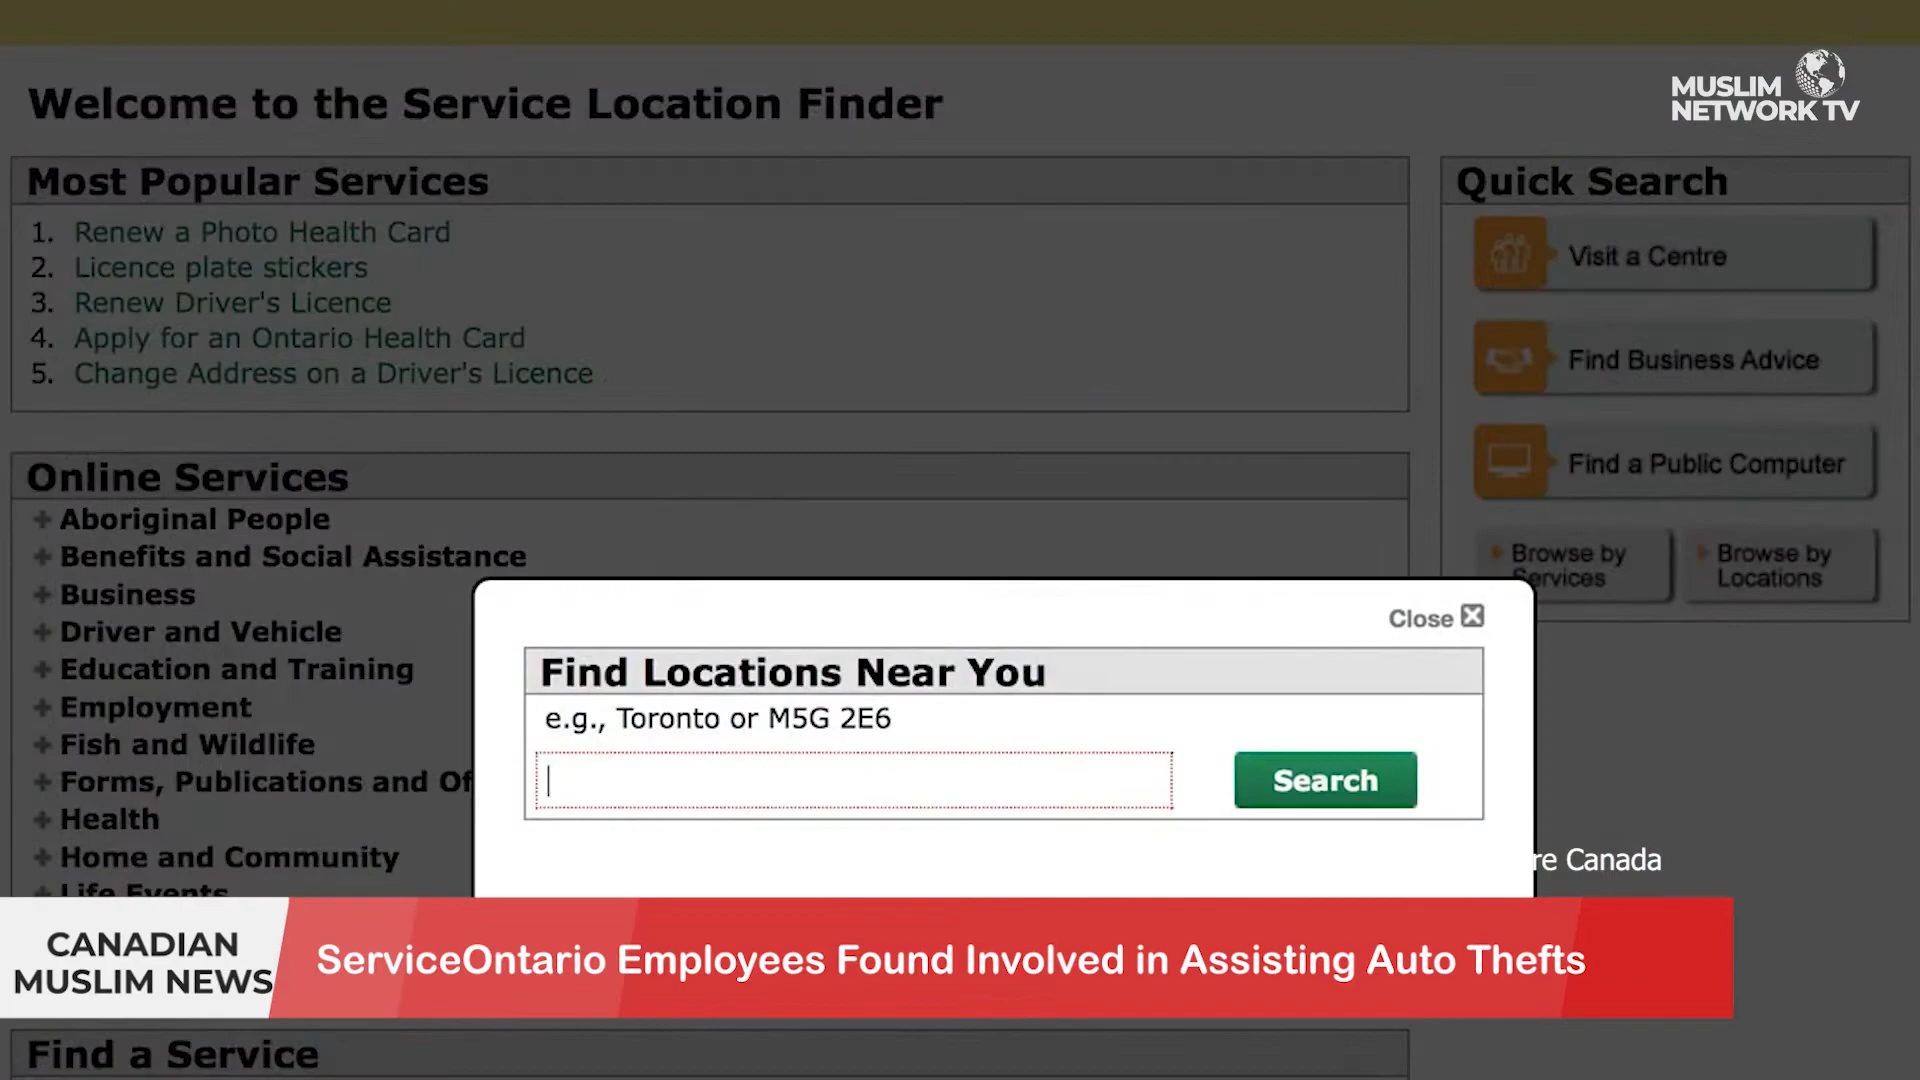 MUSLIM
NETWORK TV
Welcome to the Service Location Finder
Most Popular Services
1. Renew a Photo Health Card
2. Licence plate stickers
3. Renew Driver's Licence
4. Apply for an Ontario Health Card
5. Change Address on a Driver's Licence
Quick Search
Visit a Centre
Find Business Advice
Find a Public Computer
Browse by
Services
Browse by
Locations
Online Services
Aboriginal People
Benefits and Social Assistance
Business
Driver and Vehicle
Education and Training
Employment
Fish and Wildlife
Forms, Publications and Of
Health
Home and Community
Life Events
Close
Find Locations Near You
e.g., Toronto or M5G 2E6
Search
re Canada
CANADIAN
MUSLIM NEWS
ServiceOntario Employees Found Involved in Assisting Auto Thefts
Find a Service